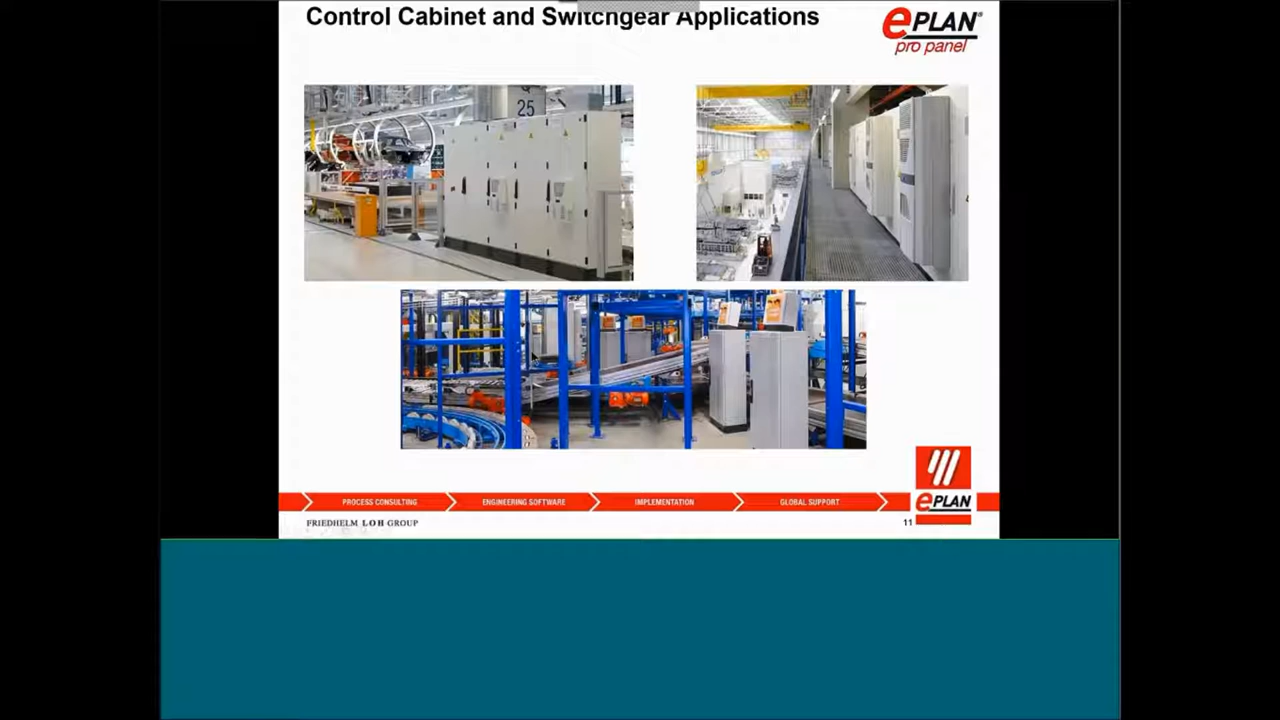 Control Cabinet and Switchgear Applications
ePLAN®
pro panel
25
PROCESS CONSULTING
ENGINEERING SOFTWARE
IMPLEMENTATION
GLOBAL SUPPORT
ePLAN
FRIEDHELM LOH GROUP
11